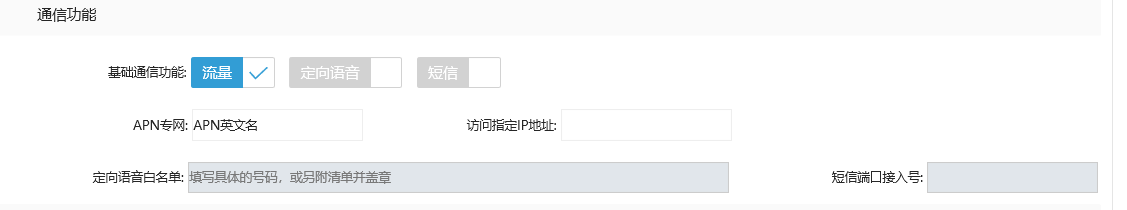 通信功能
基础通信功能: 流量 定向语音 短信
APN专网: APN英文名 访问指定IP地址:
定向语音白名单: 填写具体的号码，或另附清单并盖章 短信端口接入号: